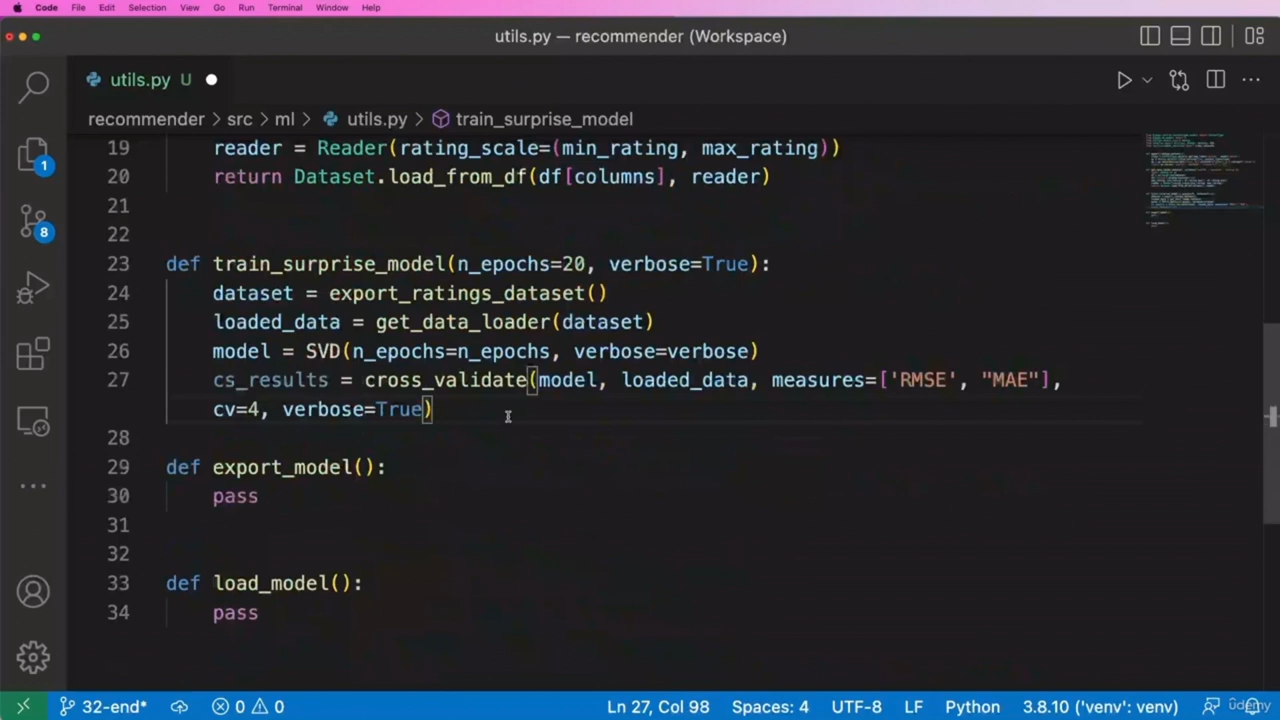 Code File Edit Selection View Go Run Terminal Window Help
utils.py — recommender (Workspace)
utils.py U
recommender > src > ml > utils.py > train_surprise_model
19 reader = Reader(rating_scale=(min_rating, max_rating))
20 return Dataset.load_from_df(df[columns], reader)
21
22
23 def train_surprise_model(n_epochs=20, verbose=True):
24 dataset = export_ratings_dataset()
25 loaded_data = get_data_loader(dataset)
26 model = SVD(n_epochs=n_epochs, verbose=verbose)
27 cs_results = cross_validate(model, loaded_data, measures=['RMSE', "MAE"],
cv=4, verbose=True)
28
29 def export_model():
30 pass
31
32
33 def load_model():
34 pass
1
8
32-end* 0 0 Ln 27, Col 98 Spaces: 4 UTF-8 LF Python 3.8.10 ('venv': venv)
udemy